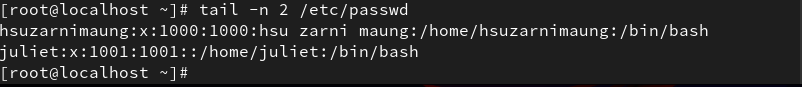 [root@localhost ~]# tail -n 2 /etc/passwd
hsuzarnimaung:x:1000:1000:hsu zarni maung:/home/hsuzarnimaung:/bin/bash
juliet:x:1001:1001::/home/juliet:/bin/bash
[root@localhost ~]#